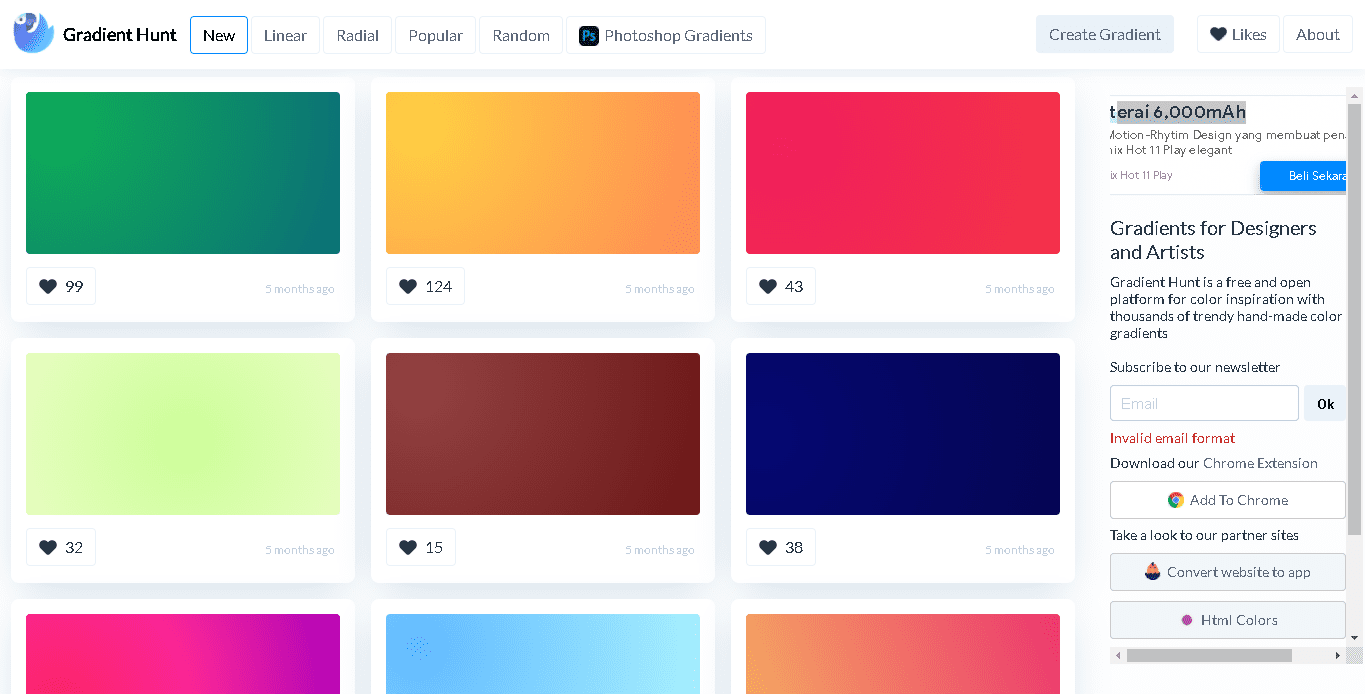 Gradient Hunt
New
Linear
Radial
Popular
Random
Ps Photoshop Gradients
Create Gradient
Likes
About
99
5 months ago
124
5 months ago
43
5 months ago
32
5 months ago
15
5 months ago
38
5 months ago
terai 6,000mAh
Motion-Rhytim Design yang membuat pen
nix Hot 11 Play elegant
ix Hot 11 Play
Beli Sekara
Gradients for Designers
and Artists
Gradient Hunt is a free and open
platform for color inspiration with
thousands of trendy hand-made color
gradients
Subscribe to our newsletter
Email
Ok
Invalid email format
Download our Chrome Extension
Add To Chrome
Take a look to our partner sites
Convert website to app
Html Colors